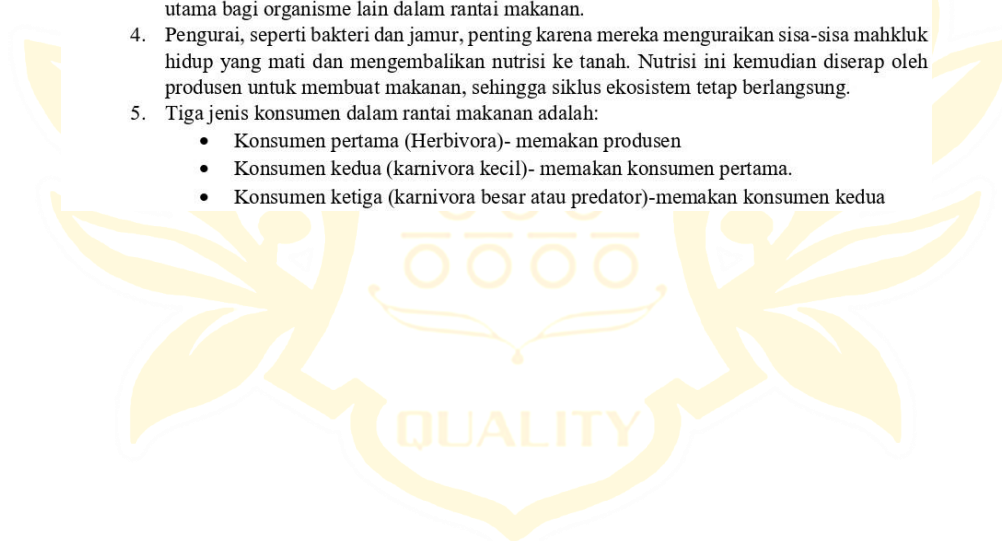 utama bagi organisme lain dalam rantai makanan.
4. Pengurai, seperti bakteri dan jamur, penting karena mereka menguraikan sisa-sisa mahkluk
hidup yang mati dan mengembalikan nutrisi ke tanah. Nutrisi ini kemudian diserap oleh
produsen untuk membuat makanan, sehingga siklus ekosistem tetap berlangsung.
5. Tiga jenis konsumen dalam rantai makanan adalah:
• Konsumen pertama (Herbivora)- memakan produsen
• Konsumen kedua (karnivora kecil)- memakan konsumen pertama.
• Konsumen ketiga (karnivora besar atau predator)-memakan konsumen kedua
QUALITY